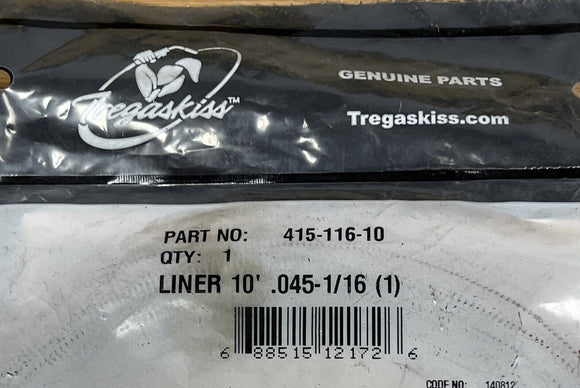 Tregaskiss™
GENUINE PARTS
Tregaskiss.com
PART NO: 415-116-10
QTY: 1
LINER 10' .045-1/16 (1)
6 88515 12172 6
CODE NO: 140812